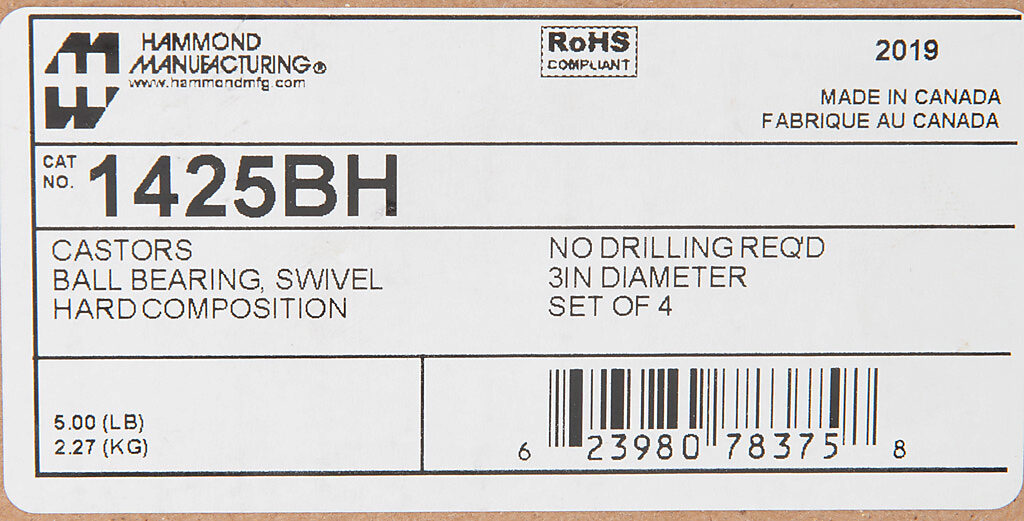 HAMMOND
MANUFACTURING®
www.hammondmfg.com
RoHS
COMPLIANT
2019
MADE IN CANADA
FABRIQUE AU CANADA
CAT
NO.
1425BH
CASTORS
BALL BEARING, SWIVEL
HARD COMPOSITION
NO DRILLING REQ'D
3IN DIAMETER
SET OF 4
5.00 (LB)
2.27 (KG)
6 23980 78375 8